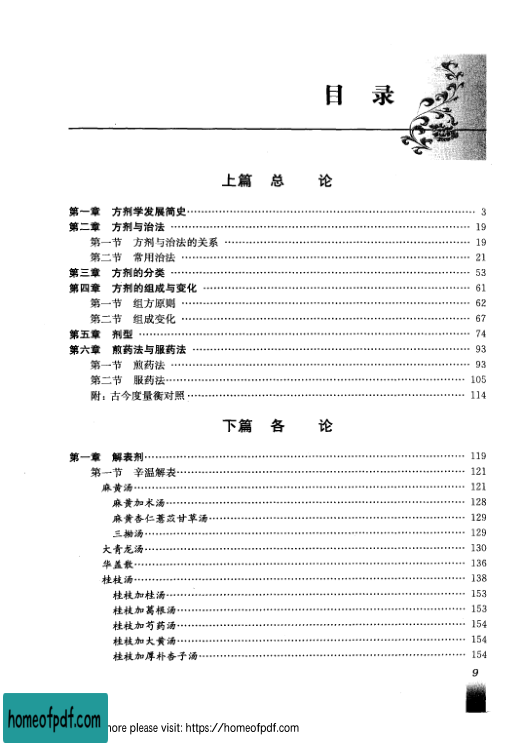 目 录
上篇 总 论
第一章 方剂学发展简史 3
第二章 方剂与治法 19
第一节 方剂与治法的关系 19
第二节 常用治法 21
第三章 方剂的分类 53
第四章 方剂的组成与变化 61
第一节 组方原则 62
第二节 组成变化 67
第五章 剂型 74
第六章 煎药法与服药法 93
第一节 煎药法 93
第二节 服药法 105
附：古今度量衡对照 114
下篇 各 论
第一章 解表剂 119
第一节 辛温解表 121
麻黄汤 121
麻黄加术汤 128
麻黄杏仁薏苡甘草汤 129
三拗汤 129
大青龙汤 130
华盖散 136
桂枝汤 138
桂枝加桂汤 153
桂枝加葛根汤 153
桂枝加芍药汤 154
桂枝加大黄汤 154
桂枝加厚朴杏子汤 154
9
homeofpdf.com
more please visit: https://homeofpdf.com